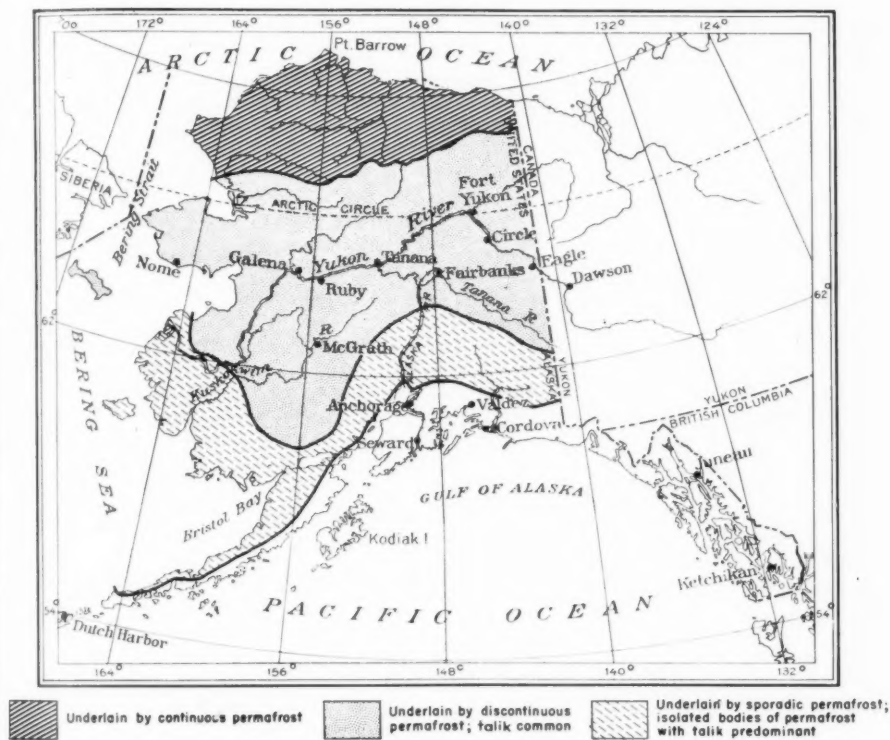 172° 164° 156° 148° 140° 132° 124°
Pt. Barrow
ARCTIC OCEAN
SIBERIA
Bering Strait
UNITED STATES
CANADA
ARCTIC CIRCLE
Fort Yukon
Yukon River
Circle
Nome
Galena
Tanana
Eagle
Fairbanks
Dawson
Ruby
Tanana R.
62°
62°
R
McGrath
Kuskokwim
ALASKA
R
ALASKA
YUKON
BERING SEA
Anchorage
Valdez
YUKON
BRITISH COLUMBIA
Cordova
Seward
Juneau
Bristol Bay
GULF OF ALASKA
Kodiak I
Ketchikan
PACIFIC OCEAN
54°
54°
Dutch Harbor
164° 156° 148° 140° 132°
Underlain by continuous permafrost
Underlain by discontinuous
permafrost; talik common
Underlain by sporadic permafrost;
isolated bodies of permafrost
with talik predominant